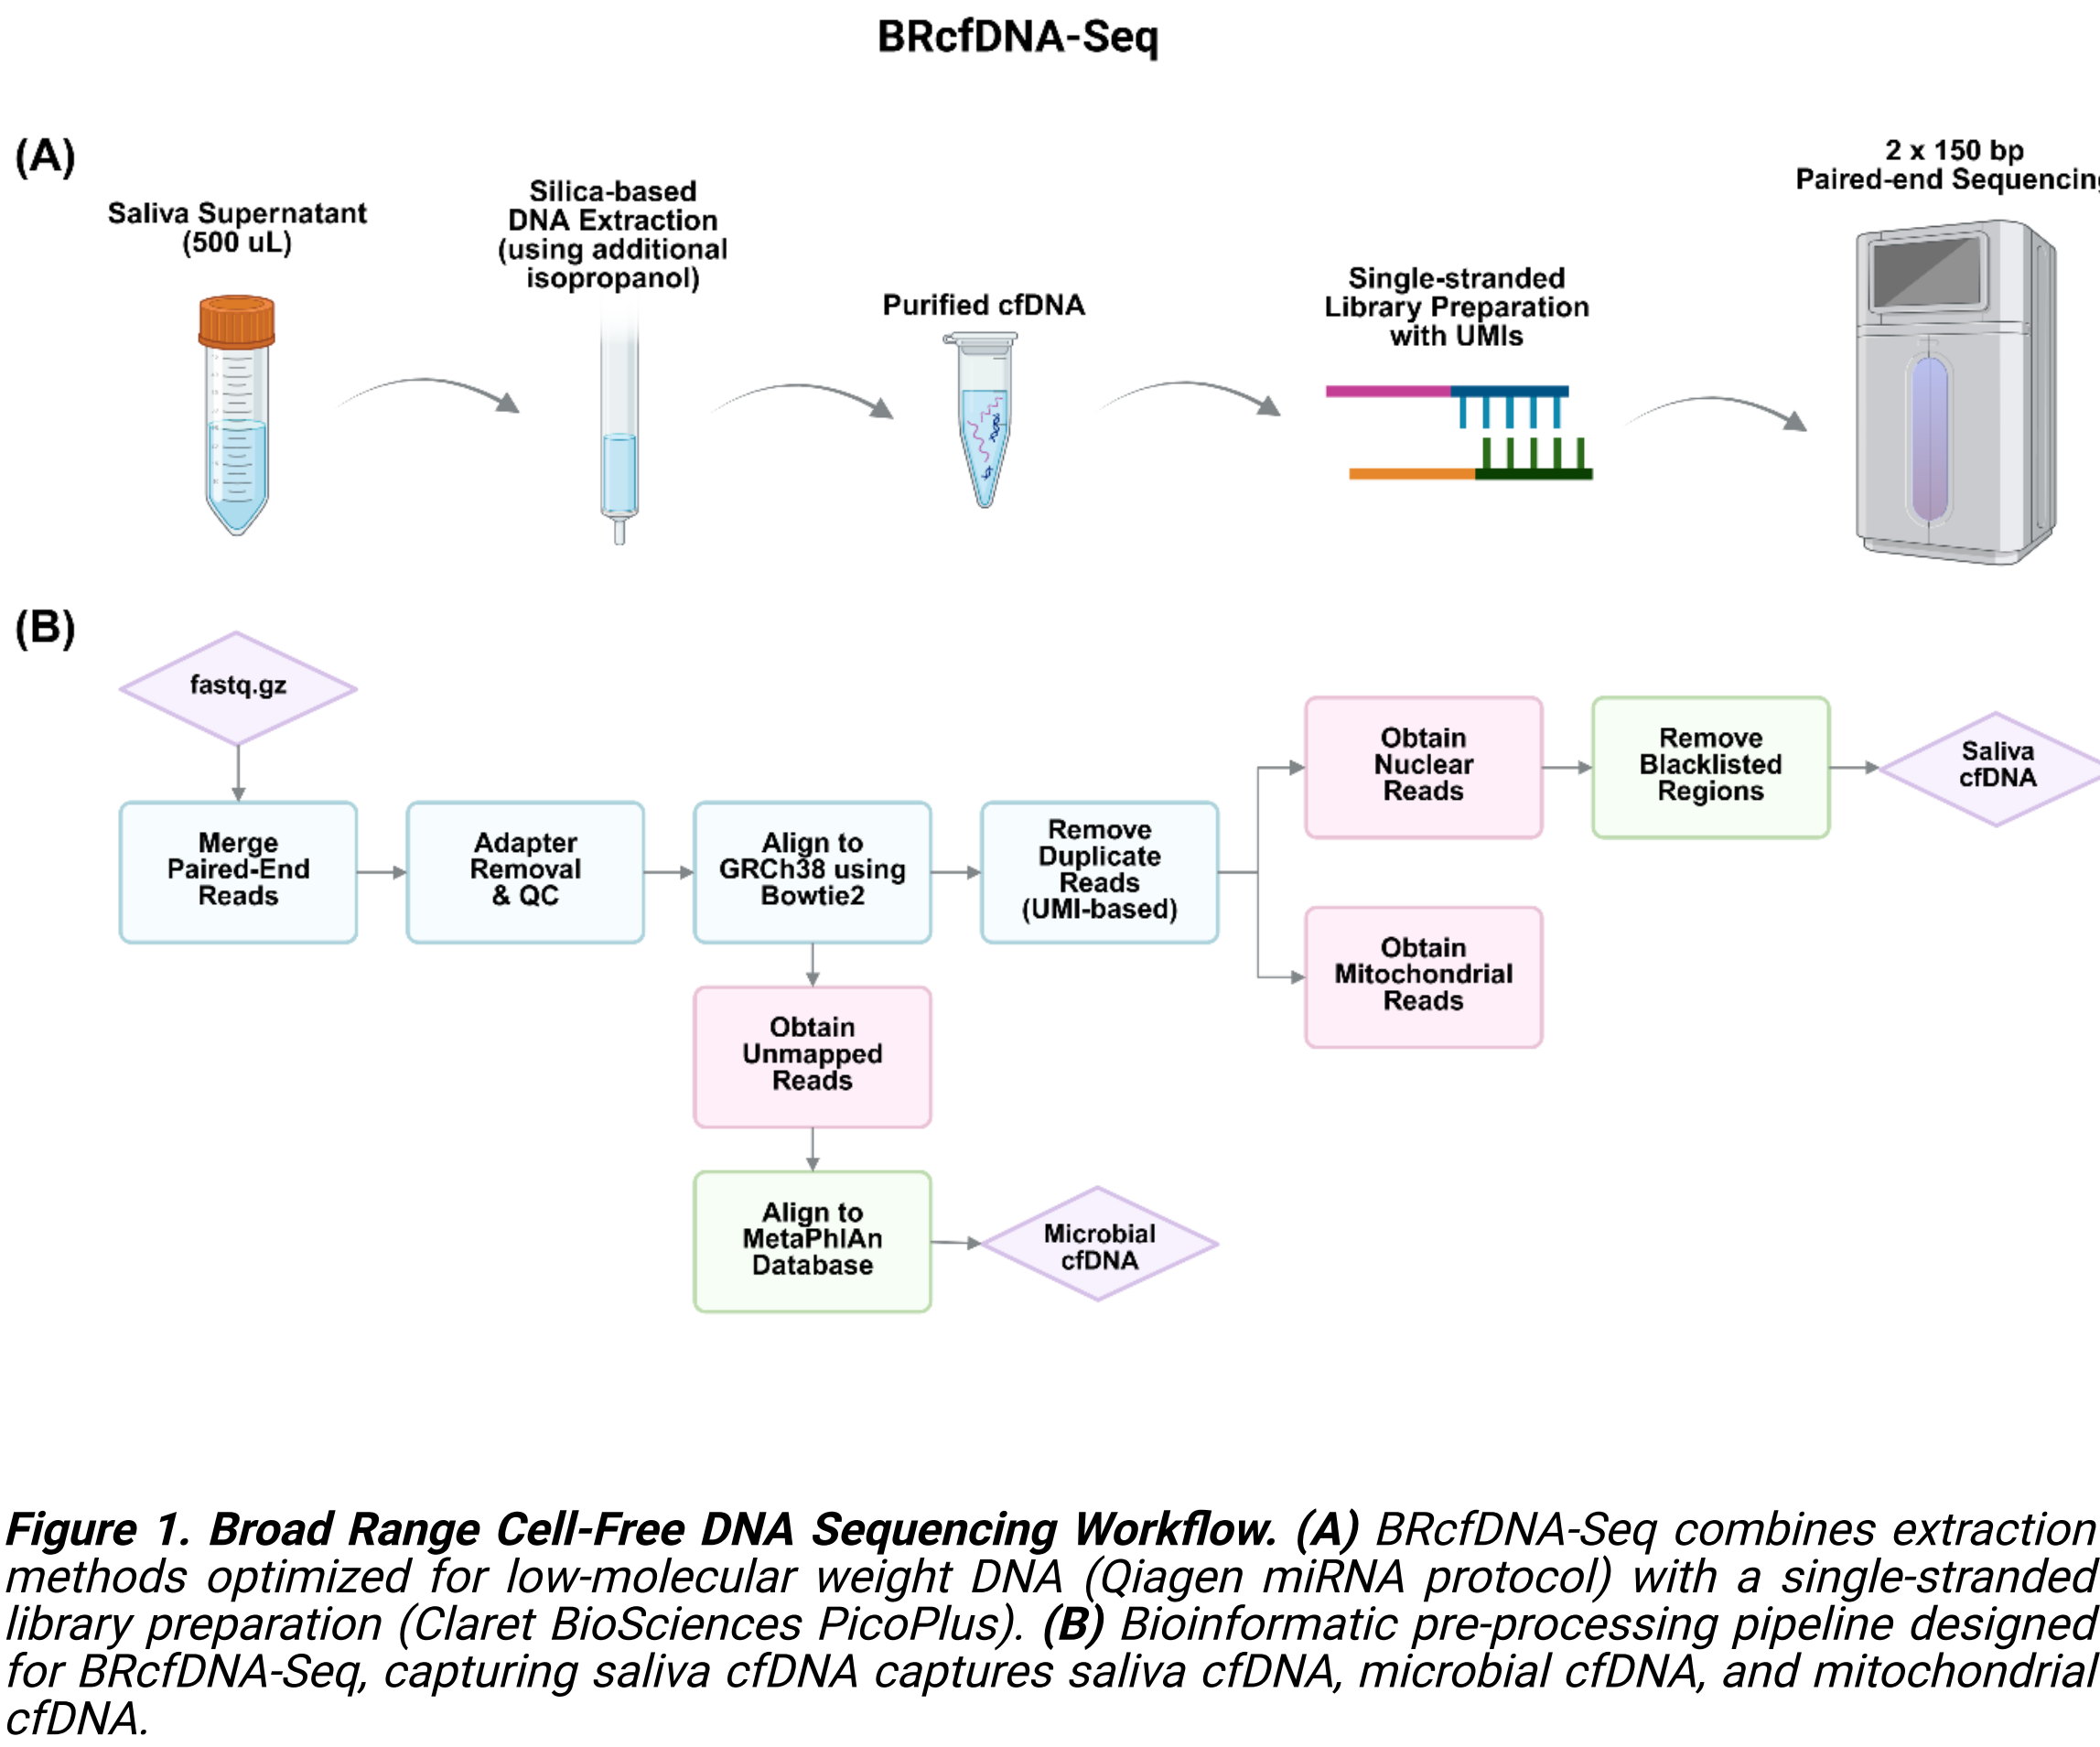 BRcfDNA-Seq
(A)
Saliva Supernatant
(500 uL)
Silica-based
DNA Extraction
(using additional
isopropanol)
Purified cfDNA
Single-stranded
Library Preparation
with UMIs
2 x 150 bp
Paired-end Sequencing
(B)
fastq.gz
Merge
Paired-End
Reads
Adapter
Removal
& QC
Align to
GRCh38 using
Bowtie2
Remove
Duplicate
Reads
(UMI-based)
Obtain
Nuclear
Reads
Remove
Blacklisted
Regions
Saliva
cfDNA
Obtain
Mitochondrial
Reads
Obtain
Unmapped
Reads
Align to
MetaPhlAn
Database
Microbial
cfDNA
Figure 1. Broad Range Cell-Free DNA Sequencing Workflow. (A) BRcfDNA-Seq combines extraction
methods optimized for low-molecular weight DNA (Qiagen miRNA protocol) with a single-stranded
library preparation (Claret BioSciences PicoPlus). (B) Bioinformatic pre-processing pipeline designed
for BRcfDNA-Seq, capturing saliva cfDNA captures saliva cfDNA, microbial cfDNA, and mitochondrial
cfDNA.